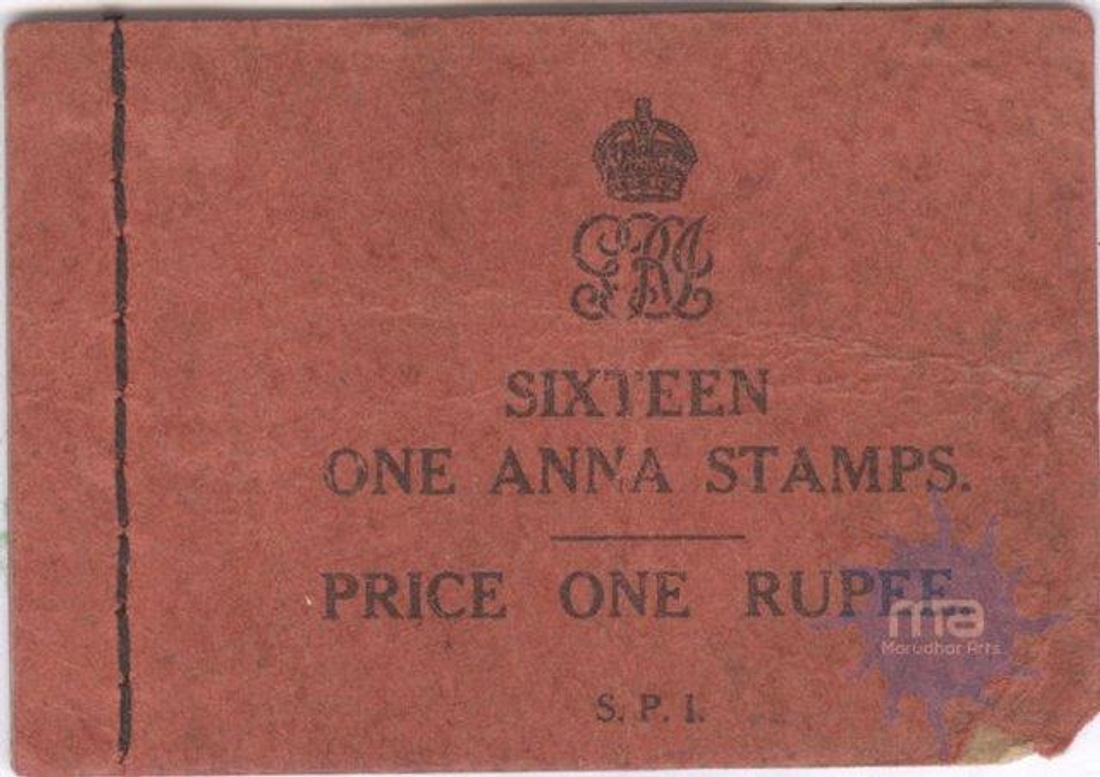 GRI
SIXTEEN
ONE ANNA STAMPS.
PRICE ONE RUPEE.
S. P. I.
ma
Marudhar Arts